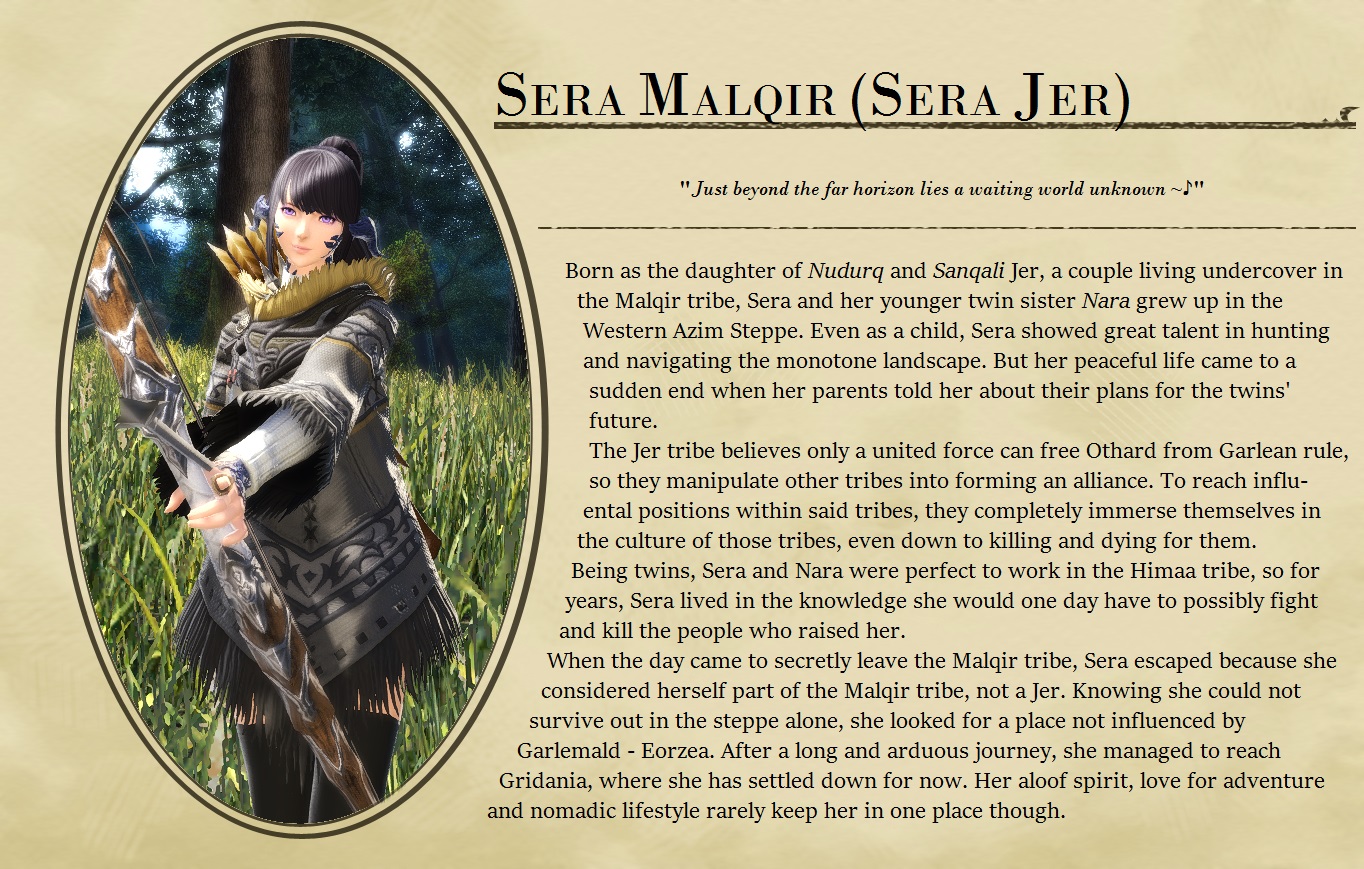 Sera Malqir (Sera Jer)
"Just beyond the far horizon lies a waiting world unknown ~♪"
Born as the daughter of Nudurq and Sanqali Jer, a couple living undercover in
the Malqir tribe, Sera and her younger twin sister Nara grew up in the
Western Azim Steppe. Even as a child, Sera showed great talent in hunting
and navigating the monotone landscape. But her peaceful life came to a
sudden end when her parents told her about their plans for the twins'
future.
The Jer tribe believes only a united force can free Othard from Garlean rule,
so they manipulate other tribes into forming an alliance. To reach influ-
ental positions within said tribes, they completely immerse themselves in
the culture of those tribes, even down to killing and dying for them.
Being twins, Sera and Nara were perfect to work in the Himaa tribe, so for
years, Sera lived in the knowledge she would one day have to possibly fight
and kill the people who raised her.
When the day came to secretly leave the Malqir tribe, Sera escaped because she
considered herself part of the Malqir tribe, not a Jer. Knowing she could not
survive out in the steppe alone, she looked for a place not influenced by
Garlemald - Eorzea. After a long and arduous journey, she managed to reach
Gridania, where she has settled down for now. Her aloof spirit, love for adventure
and nomadic lifestyle rarely keep her in one place though.